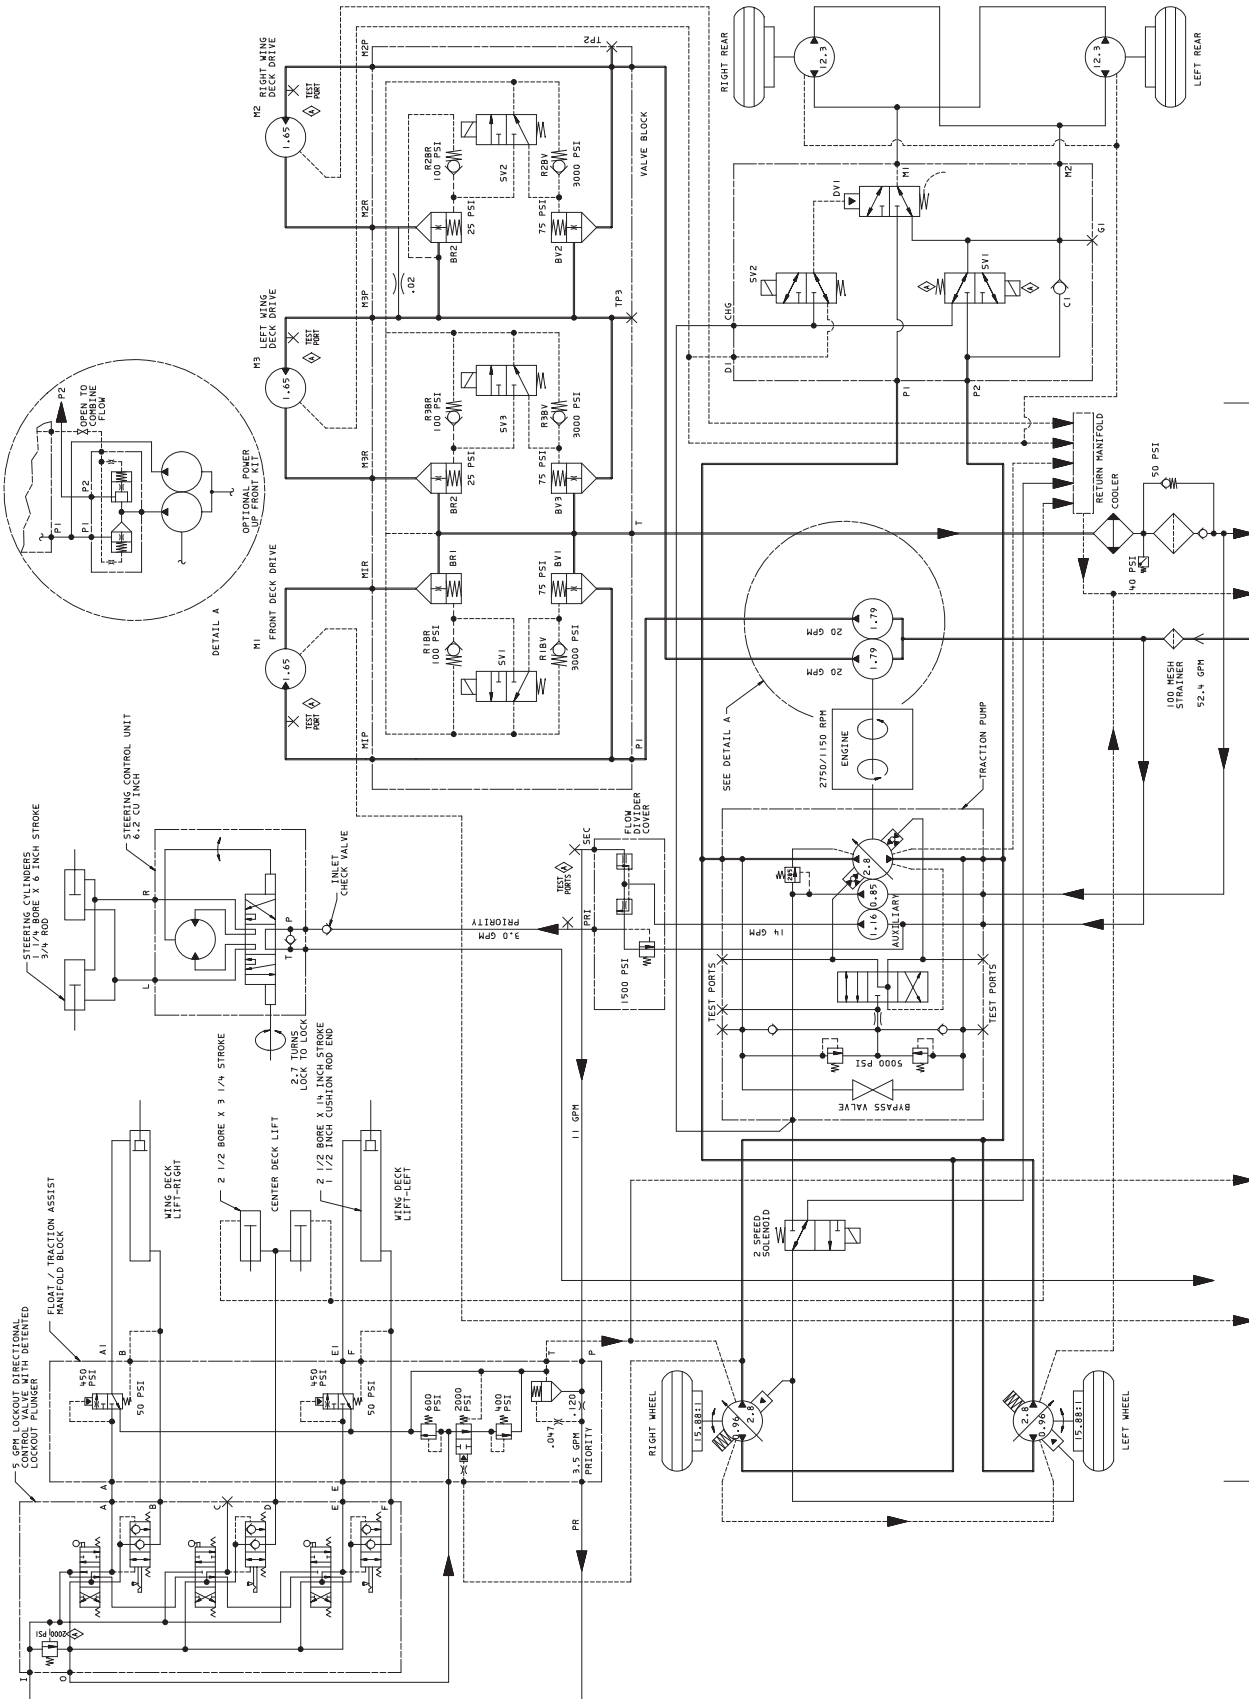 5 GPM LOCKOUT DIRECTIONAL
CONTROL VALVE WITH DETENTED
LOCKOUT PLUNGER
FLOAT / TRACTION ASSIST
MANIFOLD BLOCK
WING DECK
LIFT-RIGHT
2 1/2 BORE X 3 1/4 STROKE
CENTER DECK LIFT
2 1/2 BORE X 14 INCH STROKE
1 1/2 INCH CUSHION ROD END
WING DECK
LIFT-LEFT
2000 PSI
A
I
O
A
B
C
D
E
F
A
E
A1
B
E1
F
T
P
450
PSI
50 PSI
450
PSI
50 PSI
600
PSI
2000
PSI
400
PSI
.047
.120
3.5 GPM
PRIORITY
PR
11 GPM
STEERING CYLINDERS
1 1/4 BORE X 6 INCH STROKE
3/4 ROD
STEERING CONTROL UNIT
6.2 CU INCH
L
R
T
P
2.7 TURNS
LOCK TO LOCK
INLET
CHECK VALVE
3.0 GPM
PRIORITY
TEST
PORTS
A
PRI
SEC
FLOW
DIVIDER
COVER
1500 PSI
DETAIL A
P1
P1
P2
P2
OPEN TO
COMBINE
FLOW
OPTIONAL POWER
UP FRONT KIT
M1
FRONT DECK DRIVE
1.65
TEST
PORT
A
M1P
M1R
M3
LEFT WING
DECK DRIVE
1.65
TEST
PORT
A
M3R
M3P
M2
RIGHT WING
DECK DRIVE
1.65
TEST
PORT
A
M2R
M2P
.02
TP2
TP3
T
P1
VALVE BLOCK
R1BR
100 PSI
SV1
R1BV
3000 PSI
BR1
BV1
75 PSI
BR2
25 PSI
BV3
75 PSI
R3BR
100 PSI
SV3
R3BV
3000 PSI
BR2
25 PSI
BV2
75 PSI
R2BR
100 PSI
SV2
R2BV
3000 PSI
RIGHT REAR
12.3
12.3
LEFT REAR
CHG
D1
SV2
DV1
M1
M2
G1
SV1
A
A
C1
P1
P2
RETURN MANIFOLD
COOLER
50 PSI
40 PSI
100 MESH
STRAINER
52.4 GPM
SEE DETAIL A
20 GPM
20 GPM
1.79
1.79
2750/1150 RPM
ENGINE
TRACTION PUMP
285
2.8
0.85
1.16
AUXILIARY
14 GPM
TEST PORTS
TEST PORTS
5000 PSI
BYPASS VALVE
2 SPEED
SOLENOID
RIGHT WHEEL
15.88:1
0.96
2.8
2.8
0.96
15.88:1
LEFT WHEEL